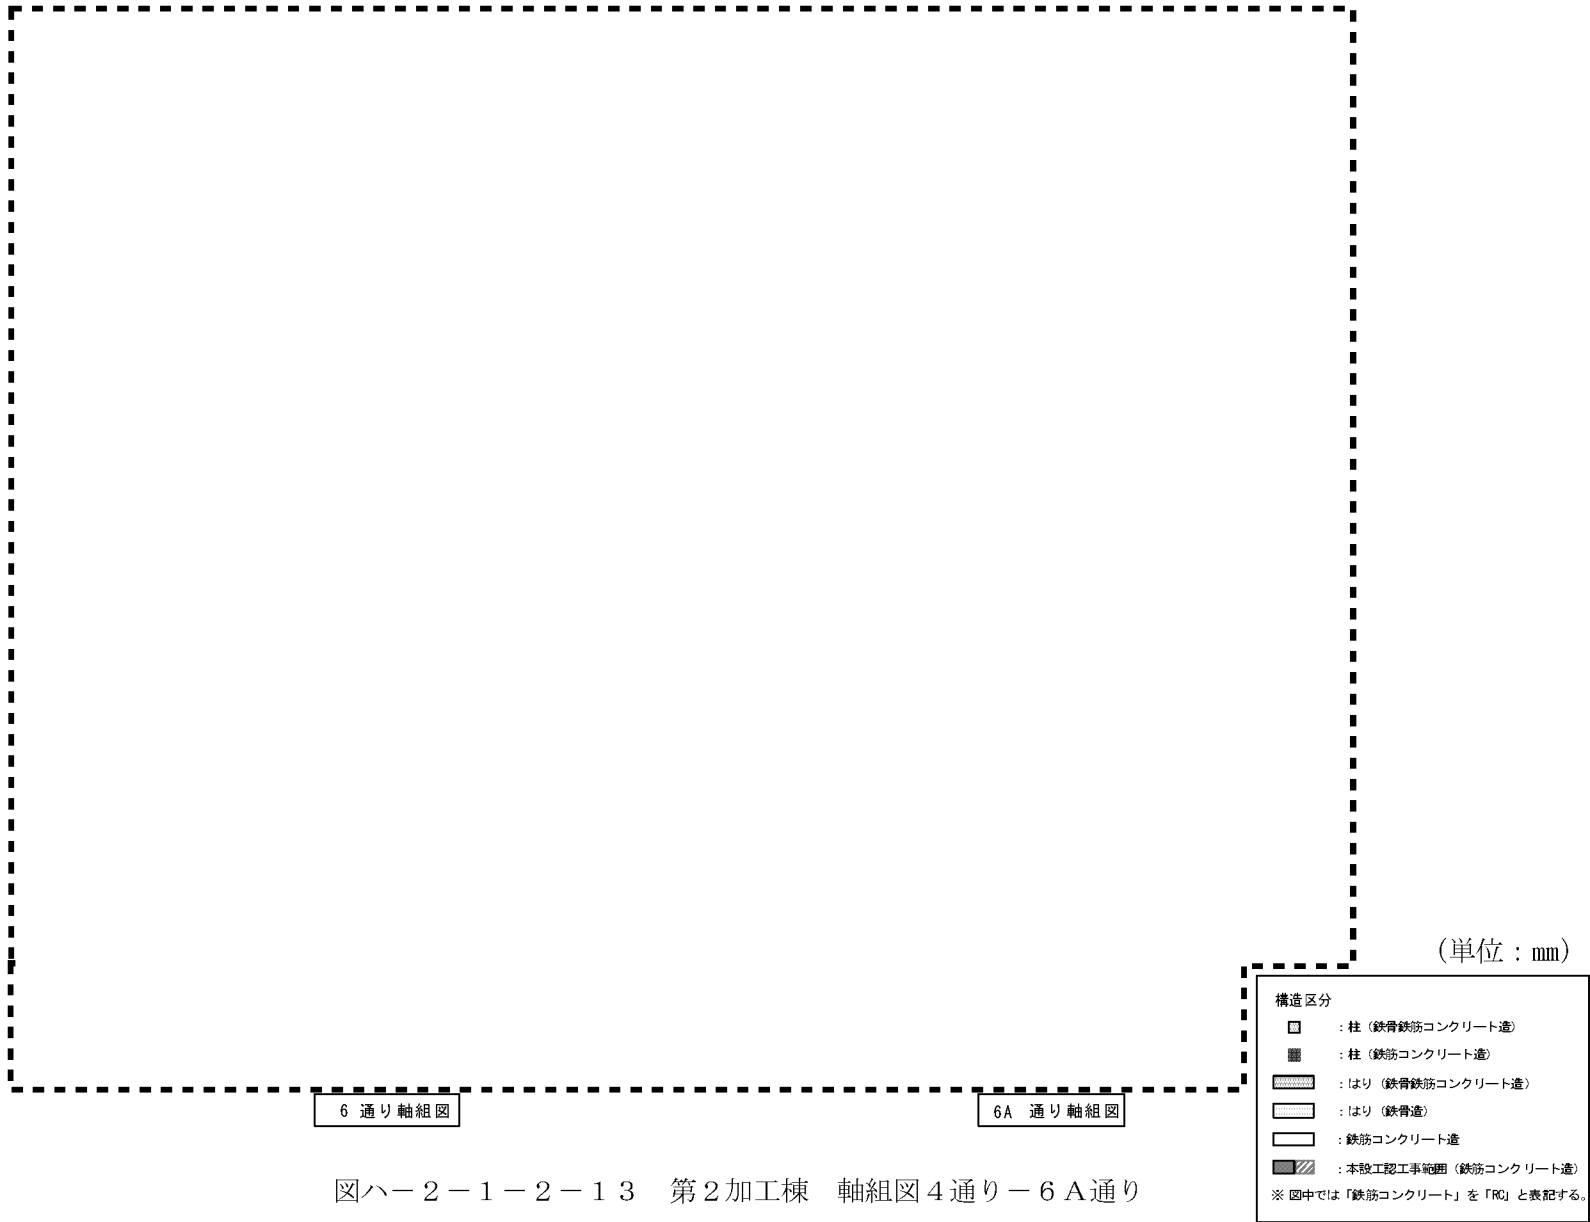 (単位：mm)
構造区分
：柱（鉄骨鉄筋コンクリート造）
：柱（鉄筋コンクリート造）
：はり（鉄骨鉄筋コンクリート造）
：はり（鉄骨造）
：鉄筋コンクリート造
：本設工認工事範囲（鉄筋コンクリート造）
※ 図中では「鉄筋コンクリート」を「RC」と表記する。
6 通り軸組図
6A 通り軸組図
図ハ－２－１－２－１３　第２加工棟　軸組図４通り－６Ａ通り